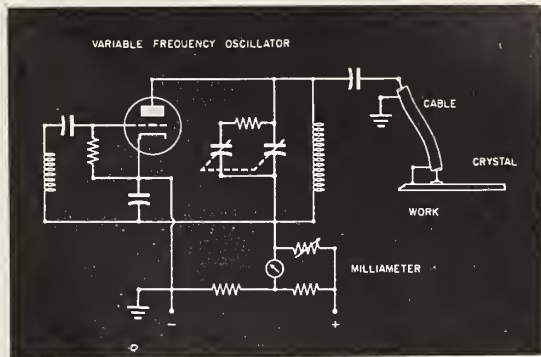 VARIABLE FREQUENCY OSCILLATOR
CABLE
CRYSTAL
WORK
MILLIAMETER
−
+